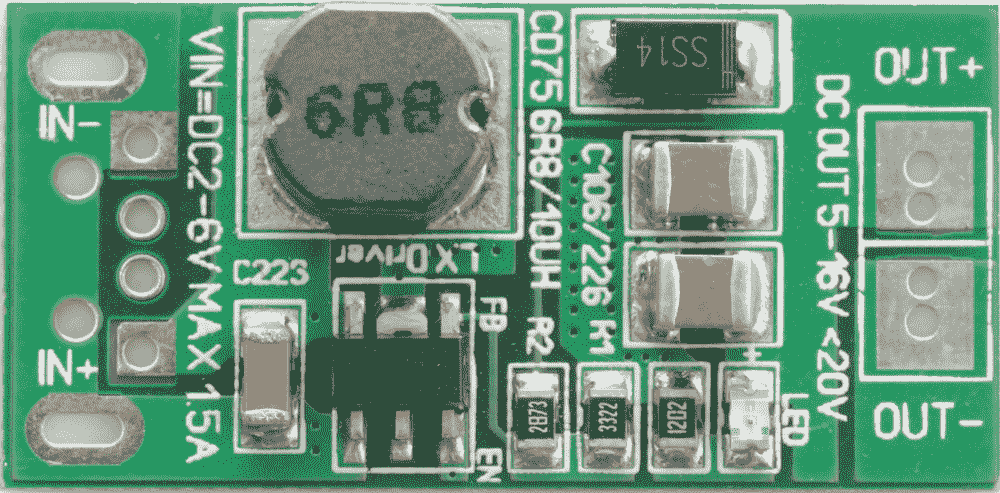 IN-
IN+
VIN=DC2-6V MAX 1.5A
6R8
CD75 6R8/10UH
SS14
C106/226
LX Driver
C223
FB
EN
R2
R1
2873
3322
1202
+
LED
DC OUT 5-16V <20V
OUT+
OUT-